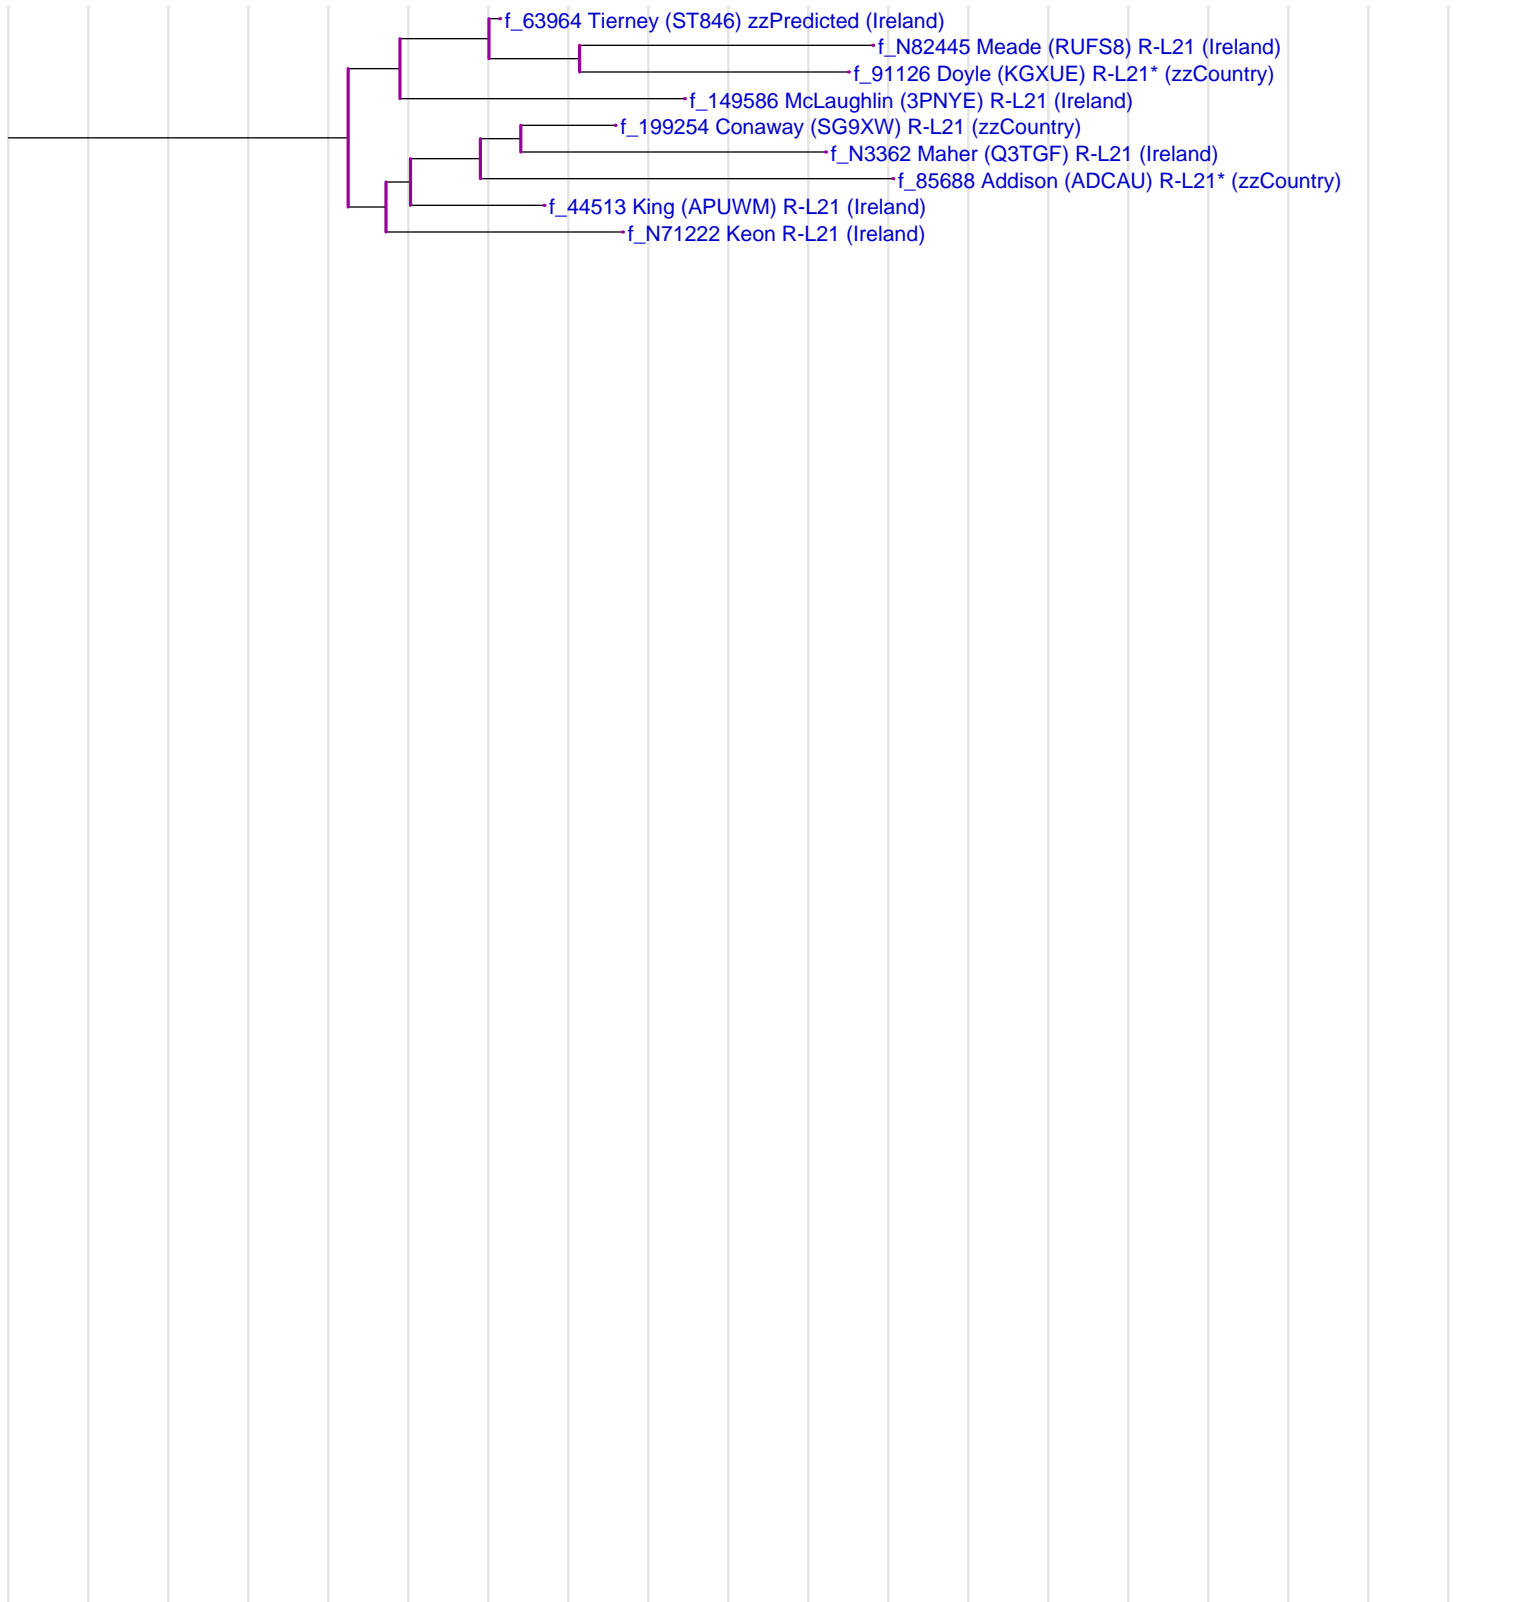 f_63964 Tierney (ST846) zzPredicted (Ireland)
f_N82445 Meade (RUFS8) R-L21 (Ireland)
f_91126 Doyle (KGXUE) R-L21* (zzCountry)
f_149586 McLaughlin (3PNYE) R-L21 (Ireland)
f_199254 Conaway (SG9XW) R-L21 (zzCountry)
f_N3362 Maher (Q3TGF) R-L21 (Ireland)
f_85688 Addison (ADCAU) R-L21* (zzCountry)
f_44513 King (APUWM) R-L21 (Ireland)
f_N71222 Keon R-L21 (Ireland)